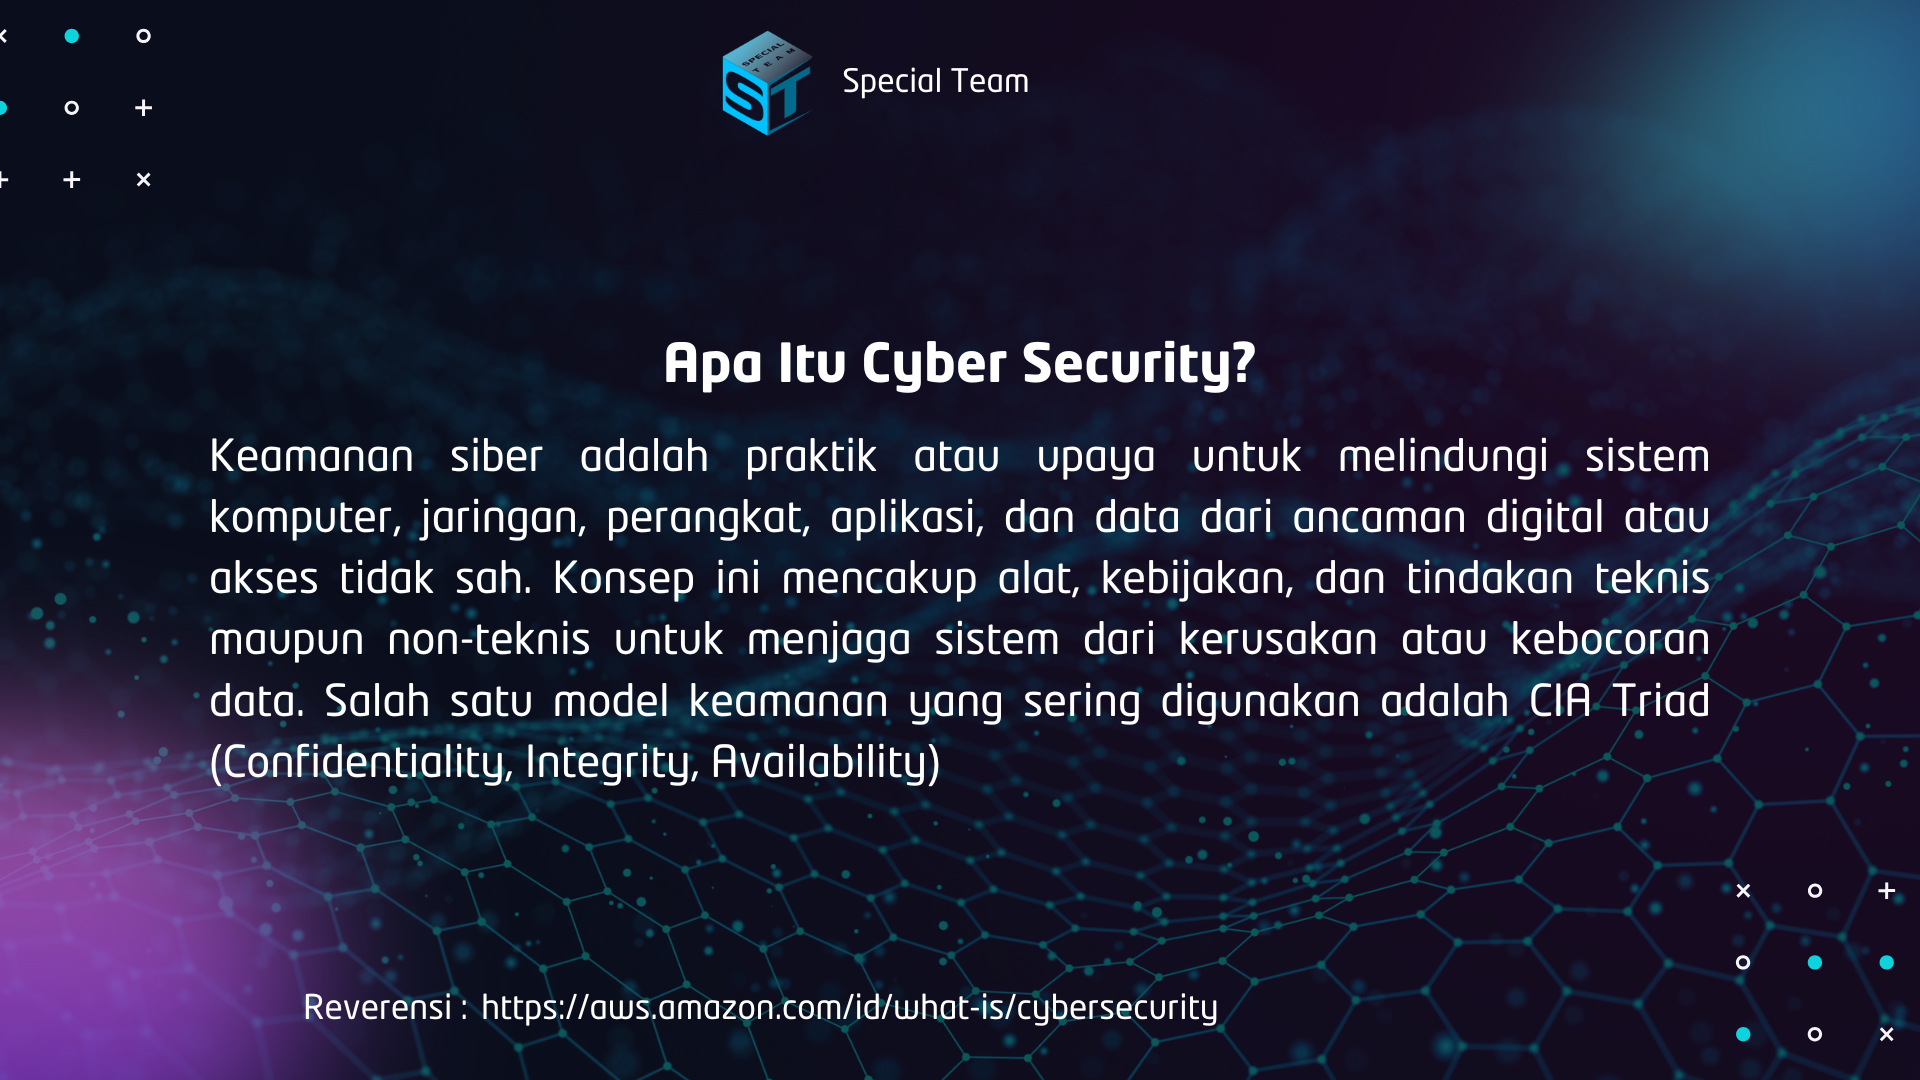 SPECIAL
TEAM
ST
Special Team
Apa Itu Cyber Security?
Keamanan siber adalah praktik atau upaya untuk melindungi sistem
komputer, jaringan, perangkat, aplikasi, dan data dari ancaman digital atau
akses tidak sah. Konsep ini mencakup alat, kebijakan, dan tindakan teknis
maupun non-teknis untuk menjaga sistem dari kerusakan atau kebocoran
data. Salah satu model keamanan yang sering digunakan adalah CIA Triad
(Confidentiality, Integrity, Availability)
Reverensi : https://aws.amazon.com/id/what-is/cybersecurity